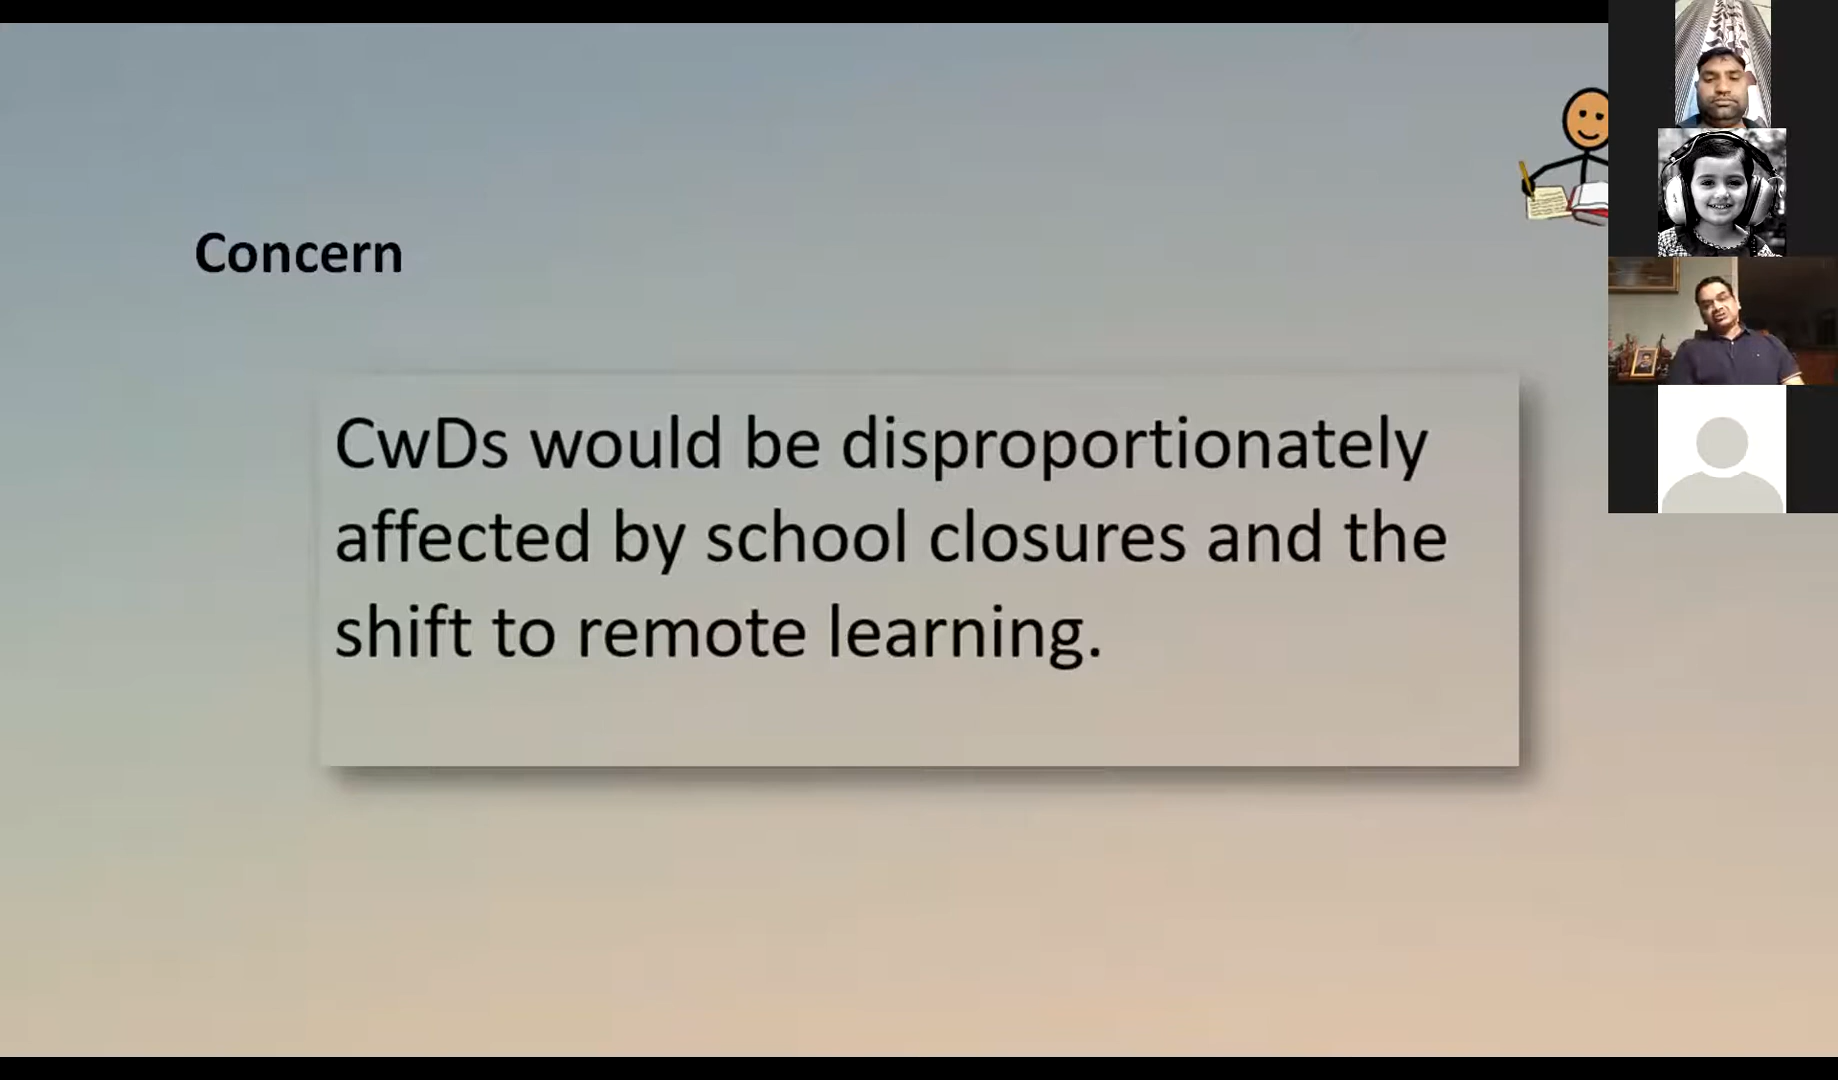 Concern
CwDs would be disproportionately
affected by school closures and the
shift to remote learning.